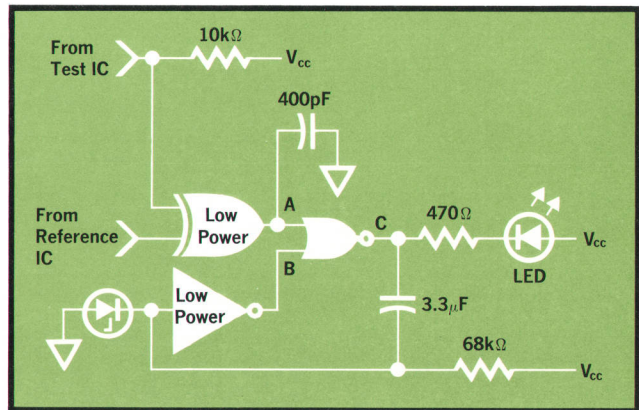 From
Test IC
10kΩ
Vcc
400pF
From
Reference
IC
Low
Power
A
C
470Ω
Vcc
LED
B
Low
Power
3.3μF
68kΩ
Vcc